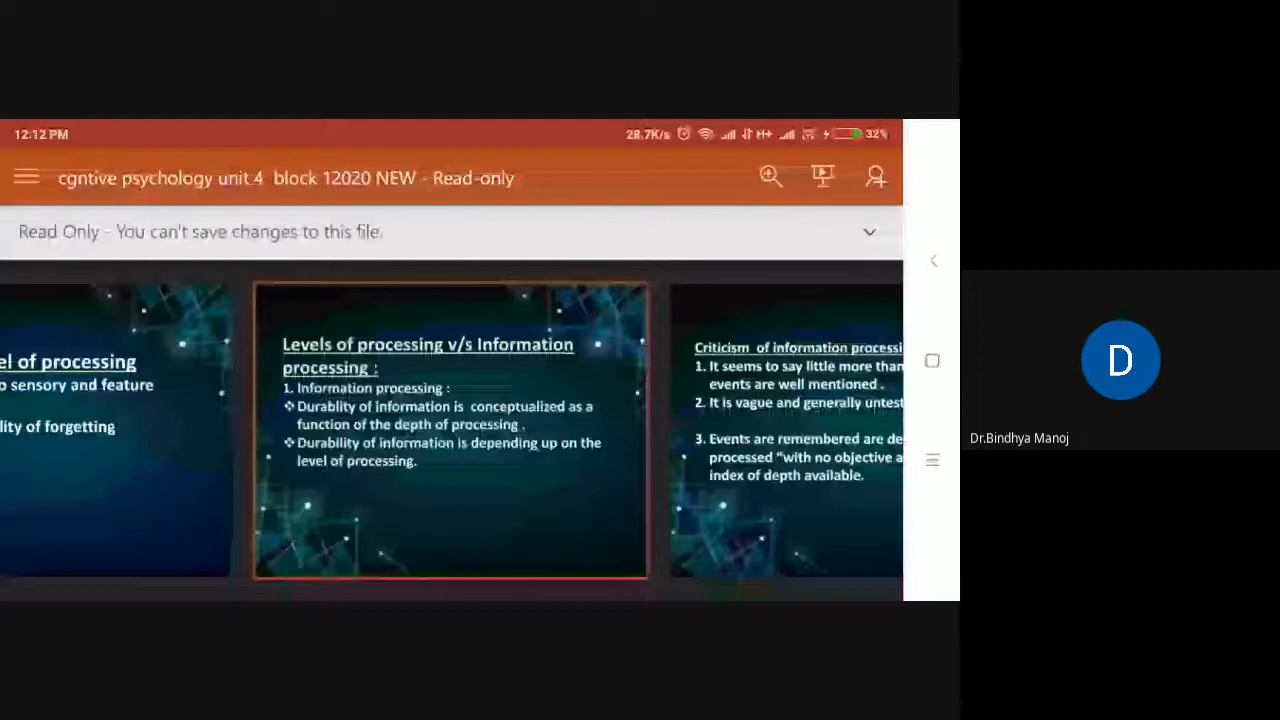 12:12 PM
28.7K/s
32%
cgntive psychology unit 4 block 12020 NEW - Read-only
Read Only - You can't save changes to this file.
el of processing
o sensory and feature
lity of forgetting
Levels of processing v/s Information
processing :
1. Information processing :
❖Durablity of information is conceptualized as a
function of the depth of processing .
❖Durability of information is depending up on the
level of processing.
Criticism of information processi
1. It seems to say little more than
events are well mentioned .
2. It is vague and generally untest
3. Events are remembered are de
processed "with no objective a
index of depth available.
D
Dr.Bindhya Manoj